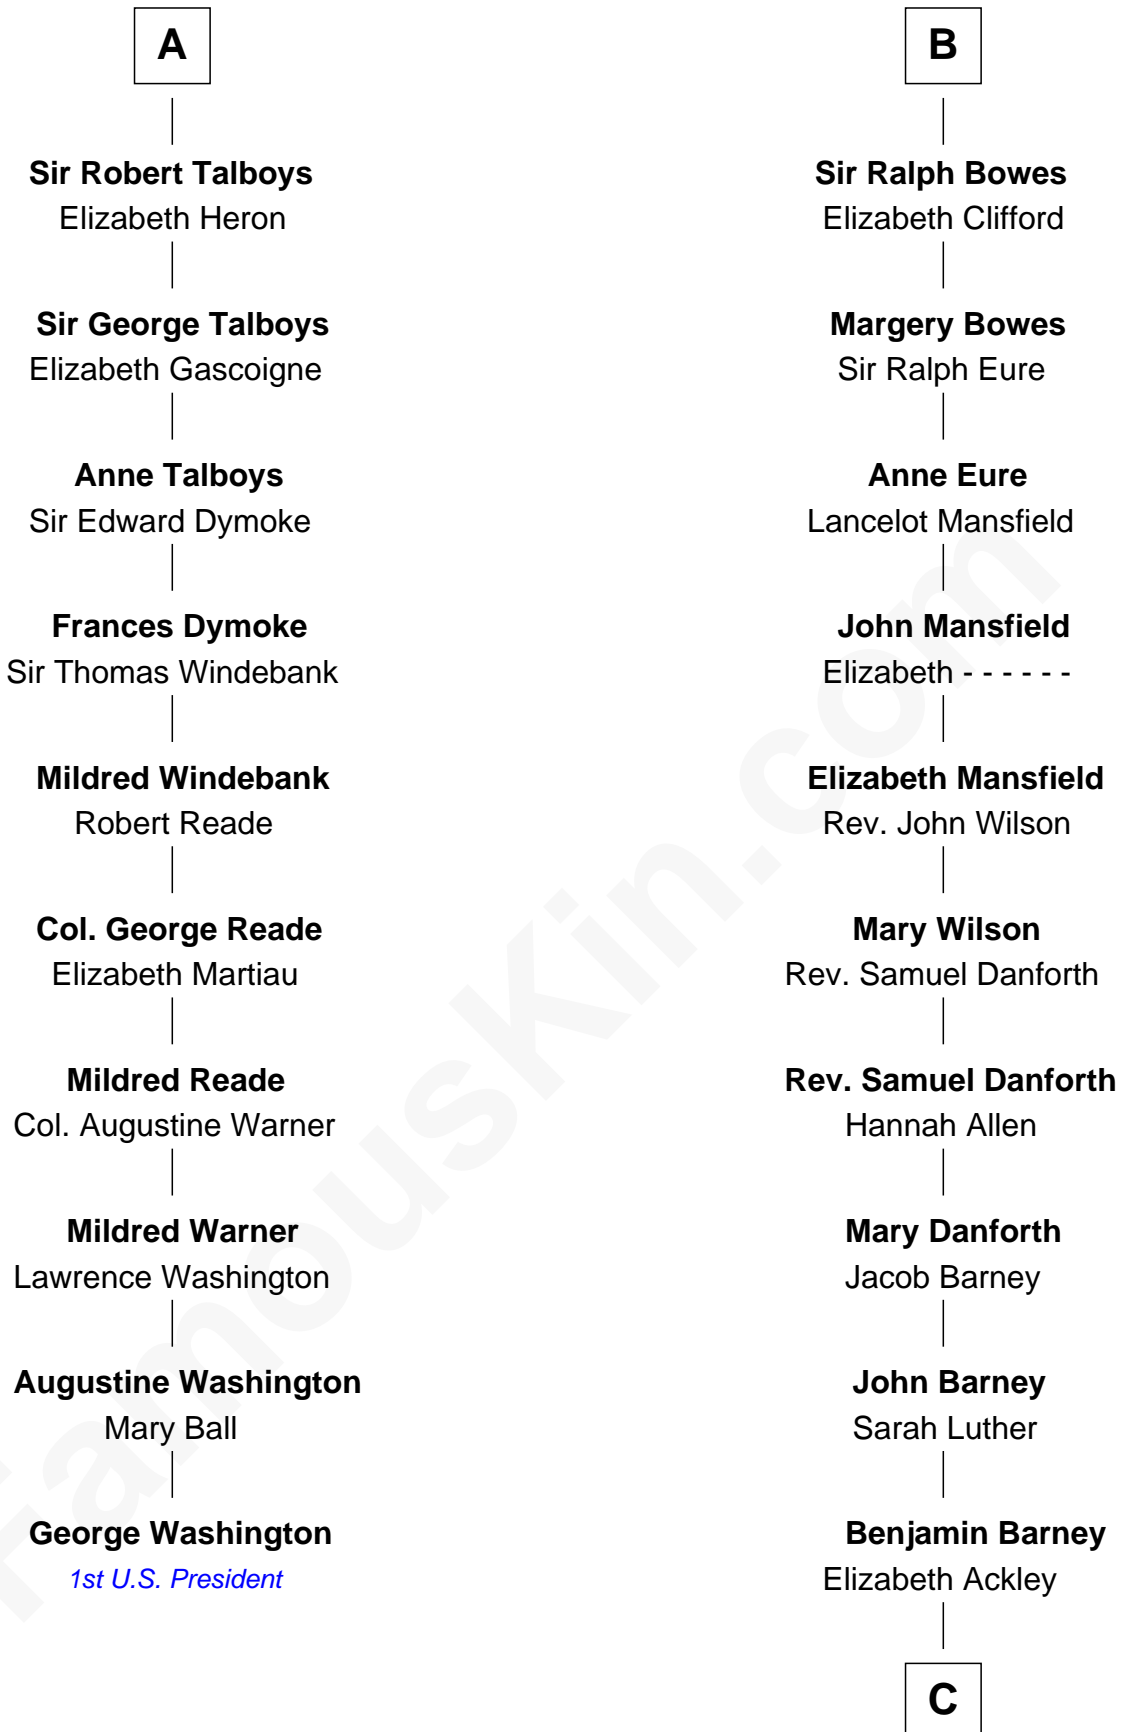 A
Sir Robert Talboys
Elizabeth Heron
Sir George Talboys
Elizabeth Gascoigne
Anne Talboys
Sir Edward Dymoke
Frances Dymoke
Sir Thomas Windebank
Mildred Windebank
Robert Reade
Col. George Reade
Elizabeth Martiau
Mildred Reade
Col. Augustine Warner
Mildred Warner
Lawrence Washington
Augustine Washington
Mary Ball
George Washington
1st U.S. President
B
Sir Ralph Bowes
Elizabeth Clifford
Margery Bowes
Sir Ralph Eure
Anne Eure
Lancelot Mansfield
John Mansfield
Elizabeth - - - - - -
Elizabeth Mansfield
Rev. John Wilson
Mary Wilson
Rev. Samuel Danforth
Rev. Samuel Danforth
Hannah Allen
Mary Danforth
Jacob Barney
John Barney
Sarah Luther
Benjamin Barney
Elizabeth Ackley
C
FamousKin.com